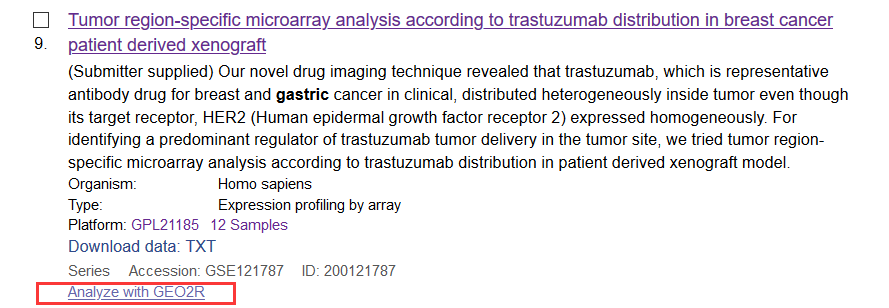 Tumor region-specific microarray analysis according to trastuzumab distribution in breast cancer
9. patient derived xenograft
(Submitter supplied) Our novel drug imaging technique revealed that trastuzumab, which is representative
antibody drug for breast and gastric cancer in clinical, distributed heterogeneously inside tumor even though
its target receptor, HER2 (Human epidermal growth factor receptor 2) expressed homogeneously. For
identifying a predominant regulator of trastuzumab tumor delivery in the tumor site, we tried tumor region-
specific microarray analysis according to trastuzumab distribution in patient derived xenograft model.
Organism: Homo sapiens
Type: Expression profiling by array
Platform: GPL21185 12 Samples
Download data: TXT
Series Accession: GSE121787 ID: 200121787
Analyze with GEO2R